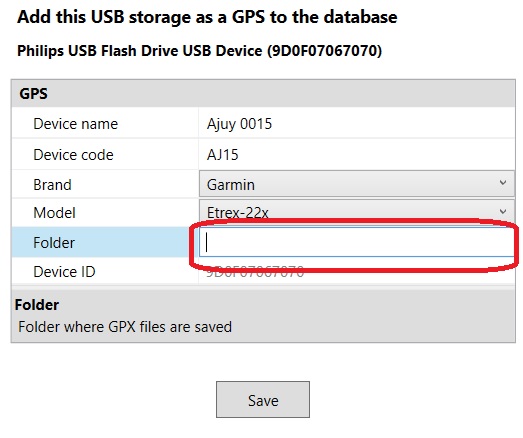 Add this USB storage as a GPS to the database
Philips USB Flash Drive USB Device (9D0F07067070)
GPS
Device name Ajuy 0015
Device code AJ15
Brand Garmin
Model Etrex-22x
Folder
Device ID 9D0F07067070
Folder
Folder where GPX files are saved
Save